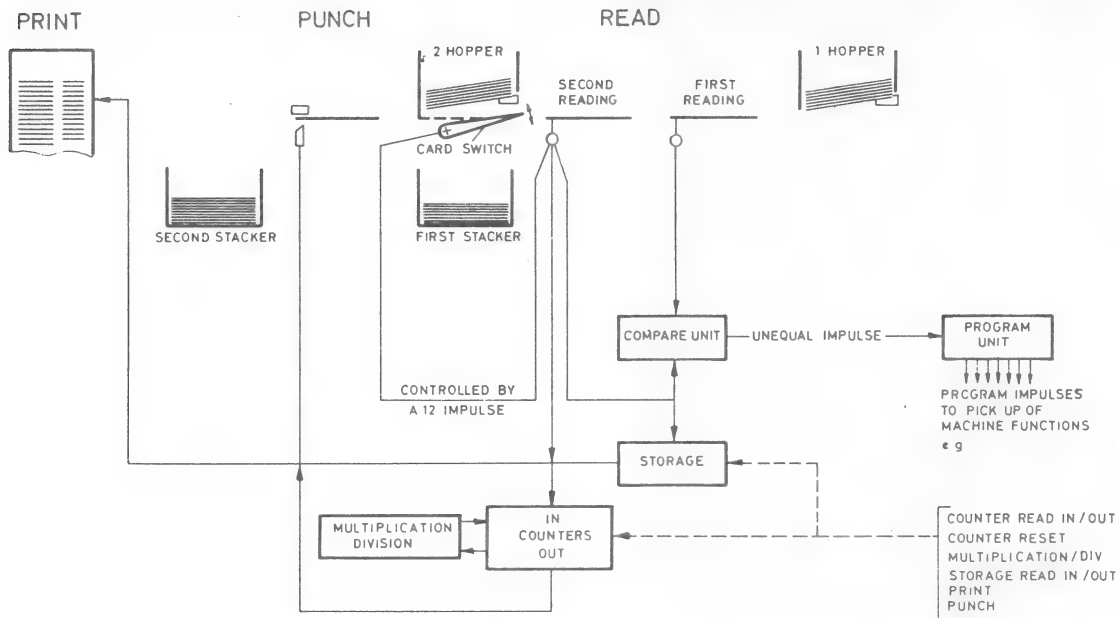 PRINT
PUNCH
READ
2 HOPPER
1 HOPPER
SECOND
READING
FIRST
READING
CARD SWITCH
SECOND STACKER
FIRST STACKER
COMPARE UNIT
UNEQUAL IMPULSE
PROGRAM
UNIT
CONTROLLED BY
A 12 IMPULSE
PROGRAM IMPULSES
TO PICK UP OF
MACHINE FUNCTIONS
e g
STORAGE
MULTIPLICATION
DIVISION
IN
COUNTERS
OUT
COUNTER READ IN/OUT
COUNTER RESET
MULTIPLICATION/DIV
STORAGE READ IN/OUT
PRINT
PUNCH